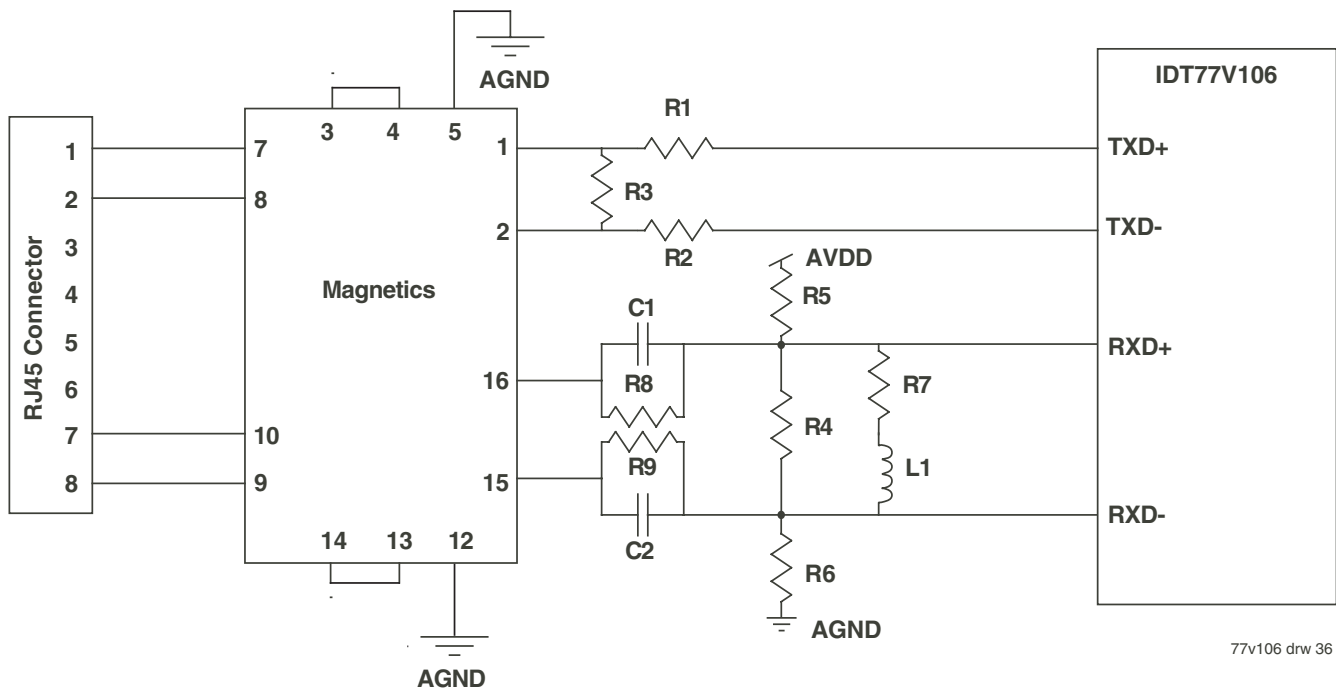 AGND
IDT77V106
RJ45 Connector
1
2
3
4
5
6
7
8
Magnetics
3
4
5
7
8
10
9
14
13
12
1
2
16
15
AGND
R1
R3
R2
TXD+
TXD-
AVDD
R5
C1
R8
R9
C2
R4
R7
L1
R6
AGND
RXD+
RXD-
77v106 drw 36